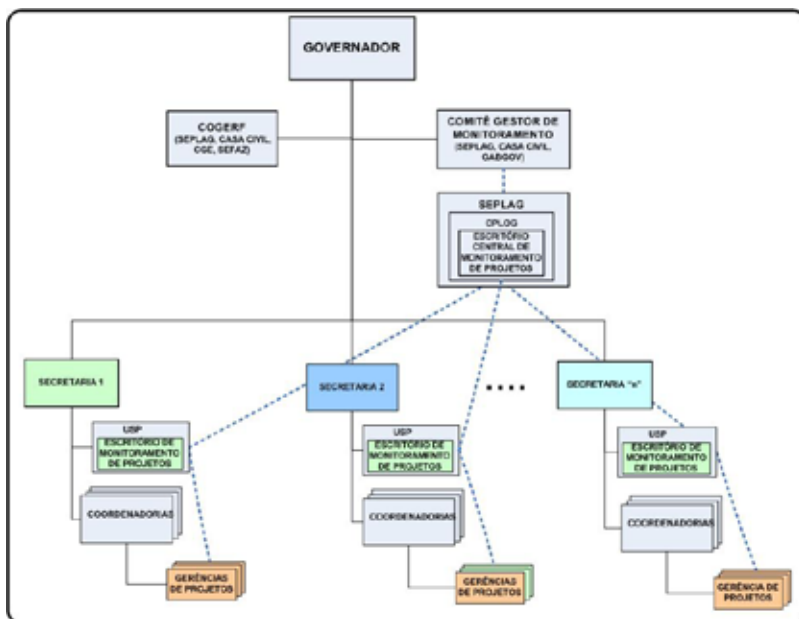 GOVERNADOR
COGERF
(SEPLAG, CASA CIVIL,
CGE, SEFAZ)
COMITÊ GESTOR DE
MONITORAMENTO
(SEPLAG, CASA CIVIL,
GABGOV)
SEPLAG
CPLOG
ESCRITÓRIO
CENTRAL DE
MONITORAMENTO
DE PROJETOS
SECRETARIA 1
SECRETARIA 2
....
SECRETARIA "n"
USP
ESCRITÓRIO DE
MONITORAMENTO
DE PROJETOS
USP
ESCRITÓRIO DE
MONITORAMENTO
DE PROJETOS
USP
ESCRITÓRIO DE
MONITORAMENTO
DE PROJETOS
COORDENADORIAS
COORDENADORIAS
COORDENADORIAS
GERÊNCIAS
DE PROJETOS
GERÊNCIAS
DE PROJETOS
GERÊNCIA DE
PROJETOS